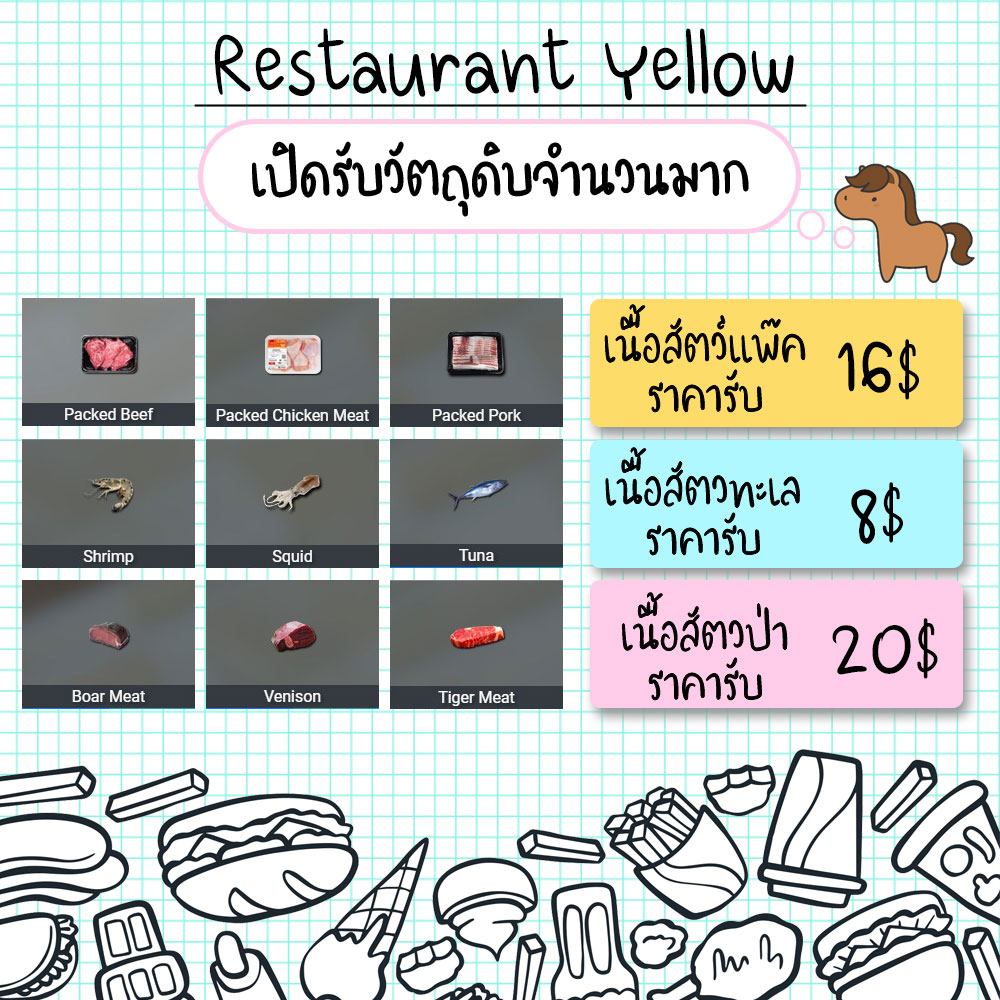 Restaurant Yellow
เปิดรับวัตถุดิบจำนวนมาก
Packed Beef
Packed Chicken Meat
Packed Pork
เนื้อสัตว์แพ๊ค
ราคารับ
16$
Shrimp
Squid
Tuna
เนื้อสัตวทะเล
ราคารับ
8$
Boar Meat
Venison
Tiger Meat
เนื้อสัตวป่า
ราคารับ
20$